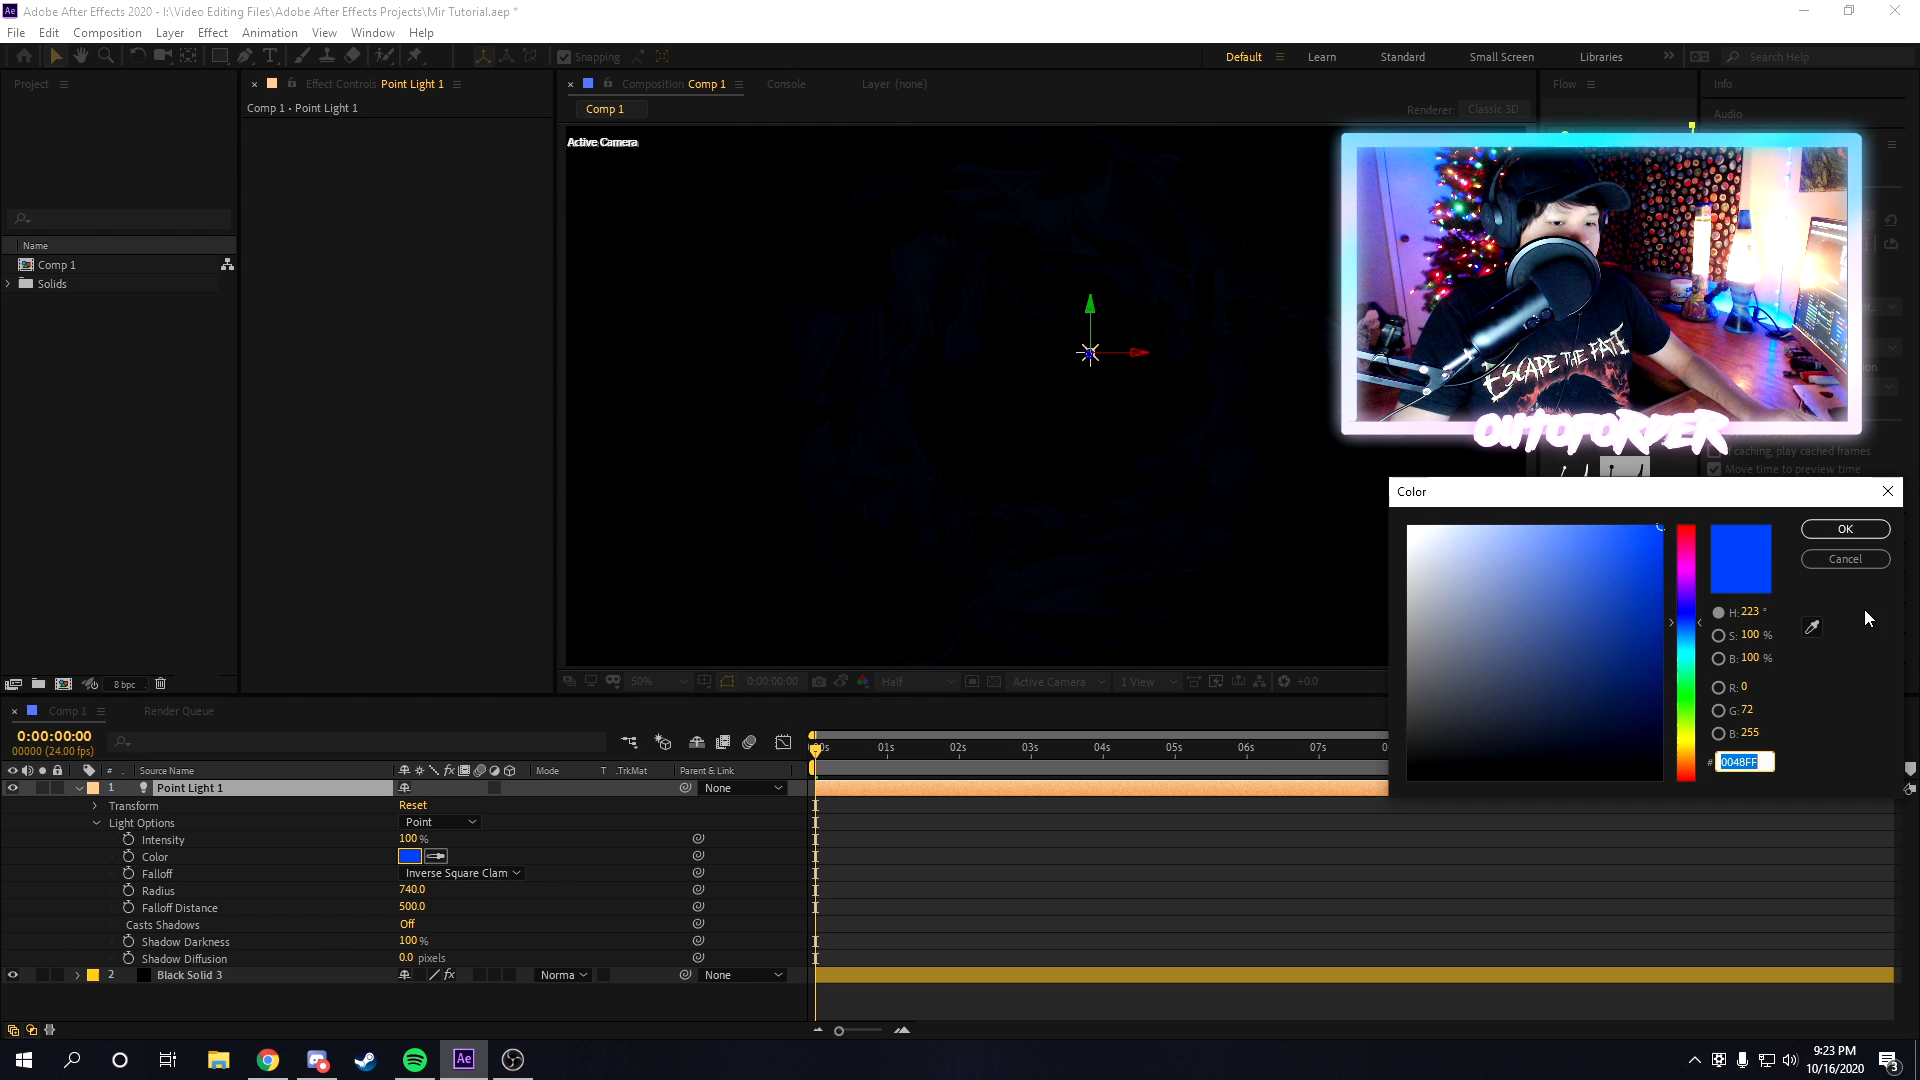 Adobe After Effects 2020 - I:\Video Editing Files\Adobe After Effects Projects\Mir Tutorial.aep *
File Edit Composition Layer Effect Animation View Window Help
Snapping
Default Learn Standard Small Screen Libraries Search Help
Project
Effect Controls Point Light 1
Composition Comp 1 Console Layer (none)
Flow Info
Comp 1 • Point Light 1
Comp 1
Renderer: Classic 3D
Audio
Active Camera
Name
Comp 1
Solids
ESCAPE THE FATE
OUTOFORDER
caching, play cached frames
Move time to preview time
Color
OK
Cancel
H: 223 °
S: 100 %
B: 100 %
R: 0
G: 72
B: 255
# 0048FF
8 bpc
50% 0:00:00:00 Half Active Camera 1 View +0.0
Comp 1 Render Queue
0:00:00:00
00000 (24.00 fps)
01s 02s 03s 04s 05s 06s 07s
# Source Name Mode T .TrkMat Parent & Link
1 Point Light 1 None
Transform Reset
Light Options Point
Intensity 100 %
Color
Falloff Inverse Square Clam
Radius 740.0
Falloff Distance 500.0
Casts Shadows Off
Shadow Darkness 100 %
Shadow Diffusion 0.0 pixels
2 Black Solid 3 Norma None
Ae
9:23 PM
10/16/2020
3